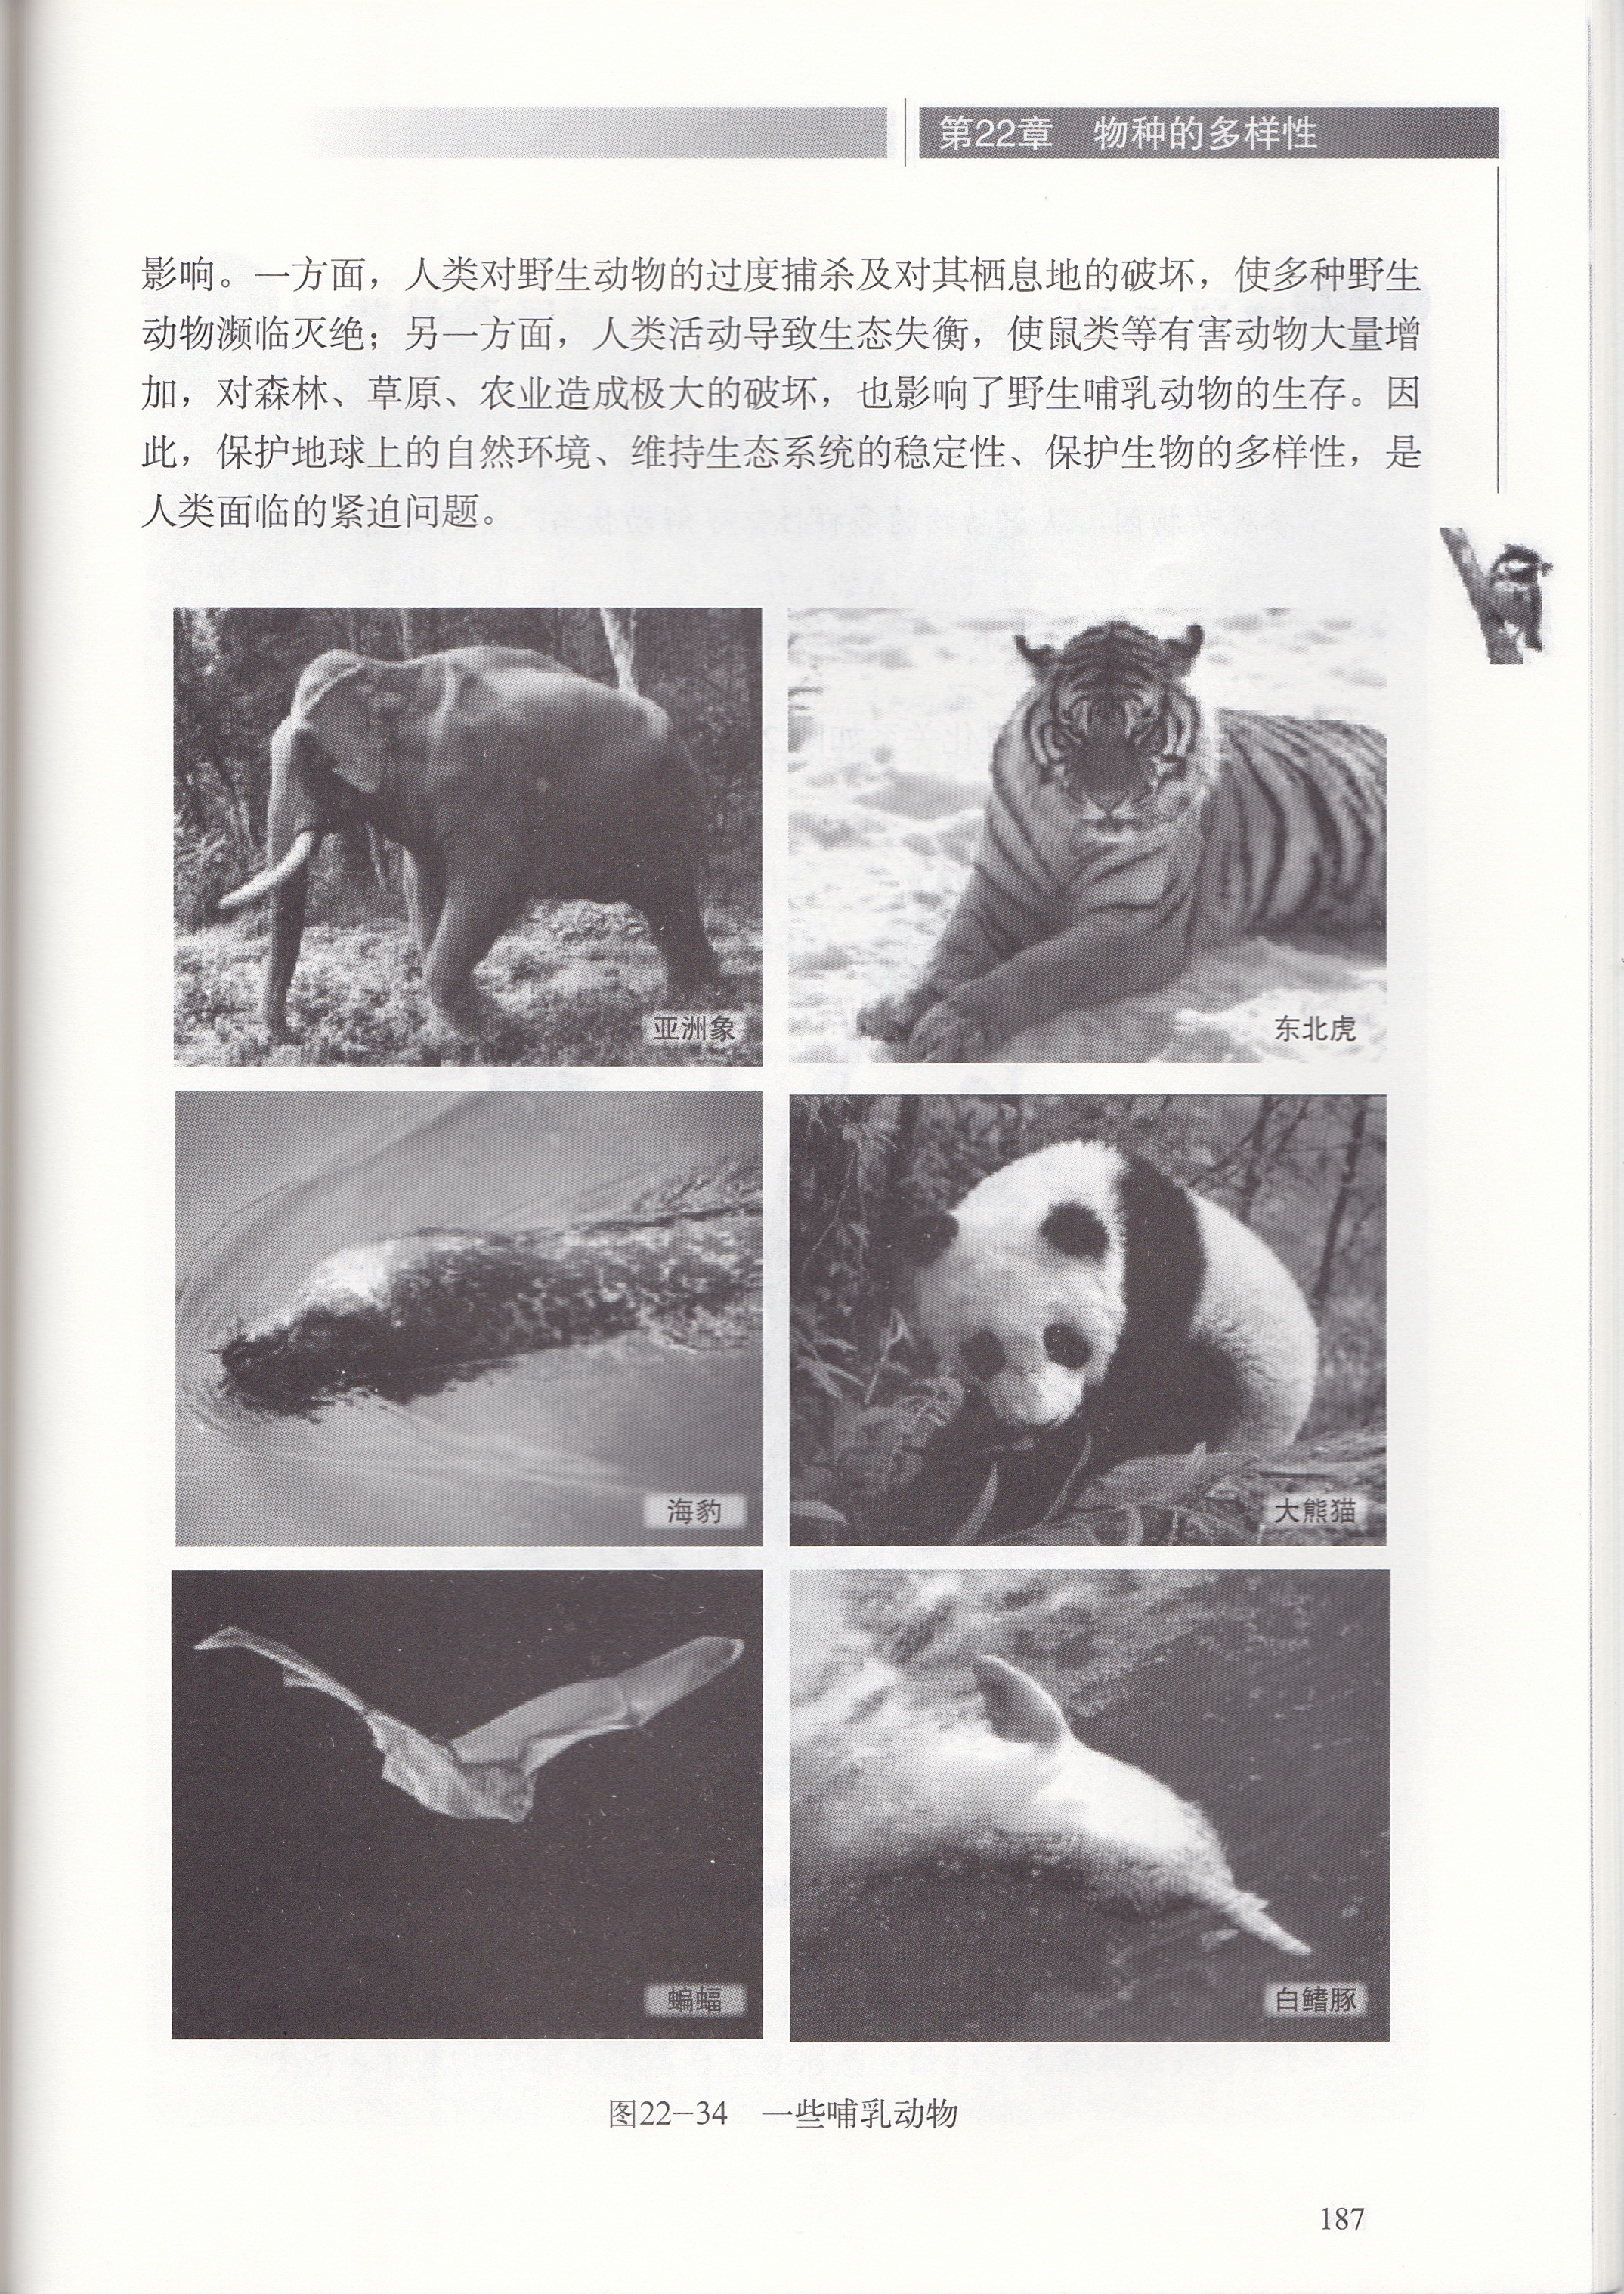 第22章 物种的多样性
影响。一方面，人类对野生动物的过度捕杀及对其栖息地的破坏，使多种野生
动物濒临灭绝；另一方面，人类活动导致生态失衡，使鼠类等有害动物大量增
加，对森林、草原、农业造成极大的破坏，也影响了野生哺乳动物的生存。因
此，保护地球上的自然环境、维持生态系统的稳定性、保护生物的多样性，是
人类面临的紧迫问题。
亚洲象
东北虎
海豹
大熊猫
蝙蝠
白鳍豚
图22-34 一些哺乳动物
187